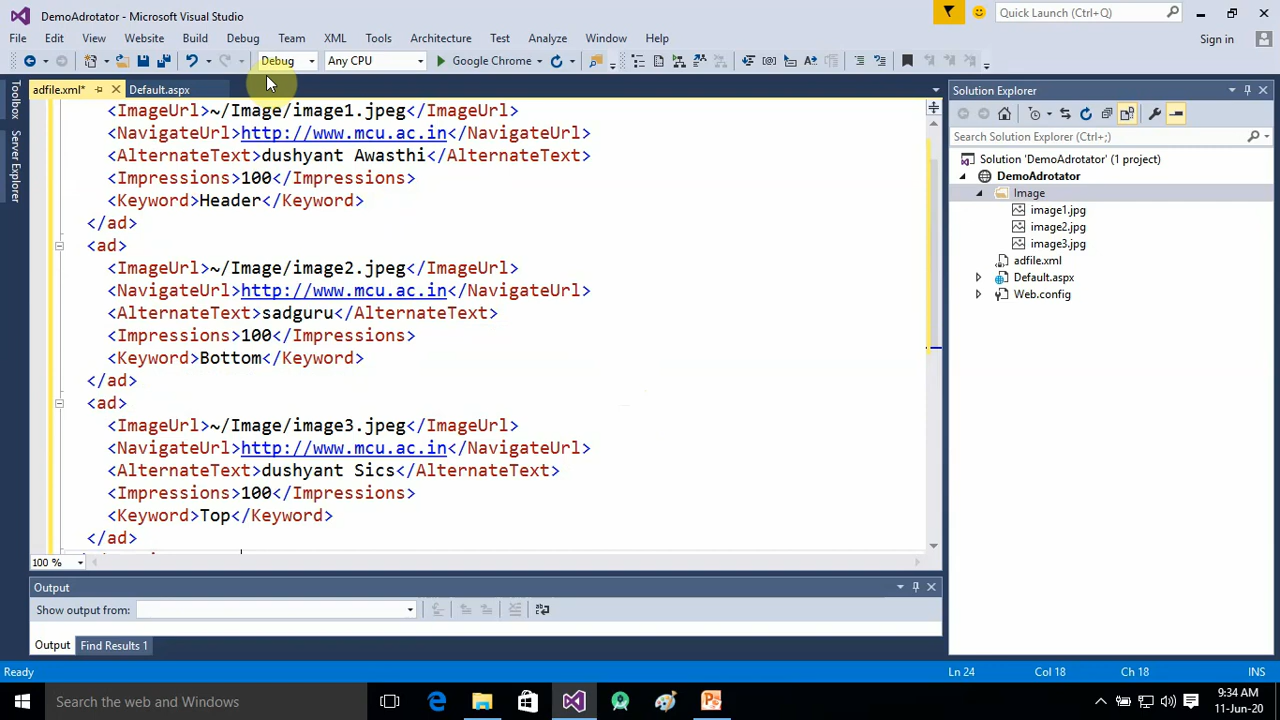 DemoAdrotator - Microsoft Visual Studio
Quick Launch (Ctrl+Q)
File Edit View Website Build Debug Team XML Tools Architecture Test Analyze Window Help
Sign in
Debug Any CPU Google Chrome
adfile.xml* Default.aspx
Toolbox
Server Explorer
<ImageUrl>~/Image/image1.jpeg</ImageUrl>
<NavigateUrl>http://www.mcu.ac.in</NavigateUrl>
<AlternateText>dushyant Awasthi</AlternateText>
<Impressions>100</Impressions>
<Keyword>Header</Keyword>
</ad>
<ad>
<ImageUrl>~/Image/image2.jpeg</ImageUrl>
<NavigateUrl>http://www.mcu.ac.in</NavigateUrl>
<AlternateText>sadguru</AlternateText>
<Impressions>100</Impressions>
<Keyword>Bottom</Keyword>
</ad>
<ad>
<ImageUrl>~/Image/image3.jpeg</ImageUrl>
<NavigateUrl>http://www.mcu.ac.in</NavigateUrl>
<AlternateText>dushyant Sics</AlternateText>
<Impressions>100</Impressions>
<Keyword>Top</Keyword>
</ad>
100 %
Output
Show output from:
Output Find Results 1
Solution Explorer
Search Solution Explorer (Ctrl+;)
Solution 'DemoAdrotator' (1 project)
DemoAdrotator
Image
image1.jpg
image2.jpg
image3.jpg
adfile.xml
Default.aspx
Web.config
Ready Ln 24 Col 18 Ch 18 INS
Search the web and Windows
9:34 AM
11-Jun-20